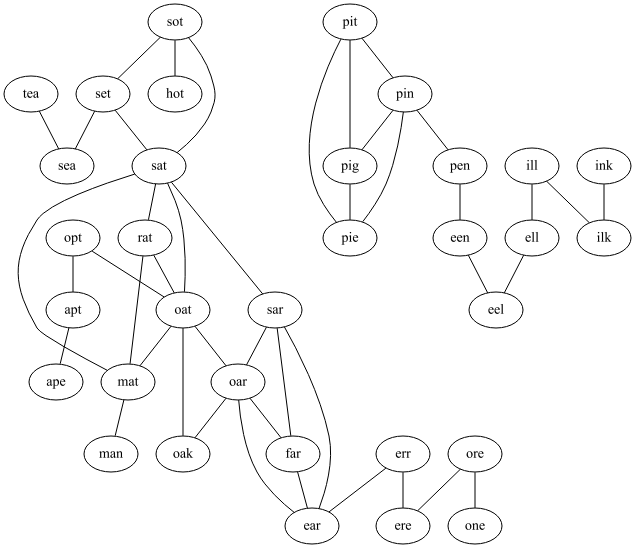 sot pit
tea set hot pin
sea sat pig pen ill ink
opt rat pie een ell ilk
apt oat sar eel
ape mat oar
man oak far err ore
ear ere one